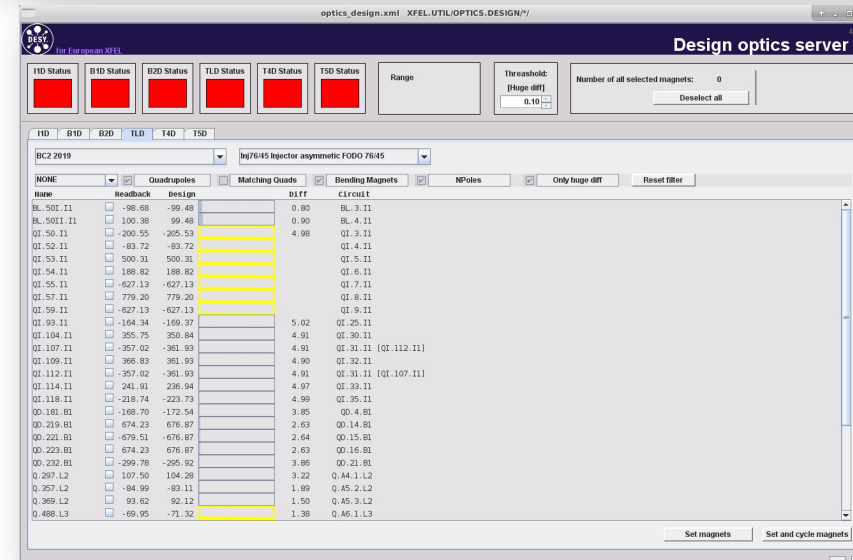 optics_design.xml XFEL.UTIL/OPTICS.DESIGN/*/
DESY.
for European XFEL
Design optics server
I1D Status B1D Status B2D Status TLD Status T4D Status T5D Status
Range
Threashold:
[Huge diff]
0.10
Number of all selected magnets: 0
Deselect all
I1D B1D B2D TLD T4D T5D
BC2 2019 Inj76/45 Injector asymmetic FODO 76/45
NONE Quadrupoles Matching Quads Bending Magnets NPoles Only huge diff Reset filter
Name Readback Design Diff Circuit
BL.50I.I1 -98.68 -99.48 0.80 BL.3.I1
BL.50II.I1 100.38 99.48 0.90 BL.4.I1
QI.50.I1 -200.55 -205.53 4.98 QI.3.I1
QI.52.I1 -83.72 -83.72 QI.4.I1
QI.53.I1 500.31 500.31 QI.5.I1
QI.54.I1 188.82 188.82 QI.6.I1
QI.55.I1 -627.13 -627.13 QI.7.I1
QI.57.I1 779.20 779.20 QI.8.I1
QI.59.I1 -627.13 -627.13 QI.9.I1
QI.93.I1 -164.34 -169.37 5.02 QI.25.I1
QI.104.I1 355.75 350.84 4.91 QI.30.I1
QI.107.I1 -357.02 -361.93 4.91 QI.31.I1 [QI.112.I1]
QI.109.I1 366.83 361.93 4.90 QI.32.I1
QI.112.I1 -357.02 -361.93 4.91 QI.31.I1 [QI.107.I1]
QI.114.I1 241.91 236.94 4.97 QI.33.I1
QI.118.I1 -218.74 -223.73 4.99 QI.35.I1
QD.181.B1 -168.70 -172.54 3.85 QD.4.B1
QD.219.B1 674.23 676.87 2.63 QD.14.B1
QD.221.B1 -679.51 -676.87 2.64 QD.15.B1
QD.223.B1 674.23 676.87 2.63 QD.16.B1
QD.232.B1 -299.78 -295.92 3.86 QD.21.B1
Q.297.L2 107.50 104.28 3.22 Q.A4.1.L2
Q.357.L2 -84.99 -83.11 1.89 Q.A5.2.L2
Q.369.L2 93.62 92.12 1.50 Q.A5.3.L2
Q.488.L3 -69.95 -71.32 1.38 Q.A6.1.L3
Set magnets Set and cycle magnets